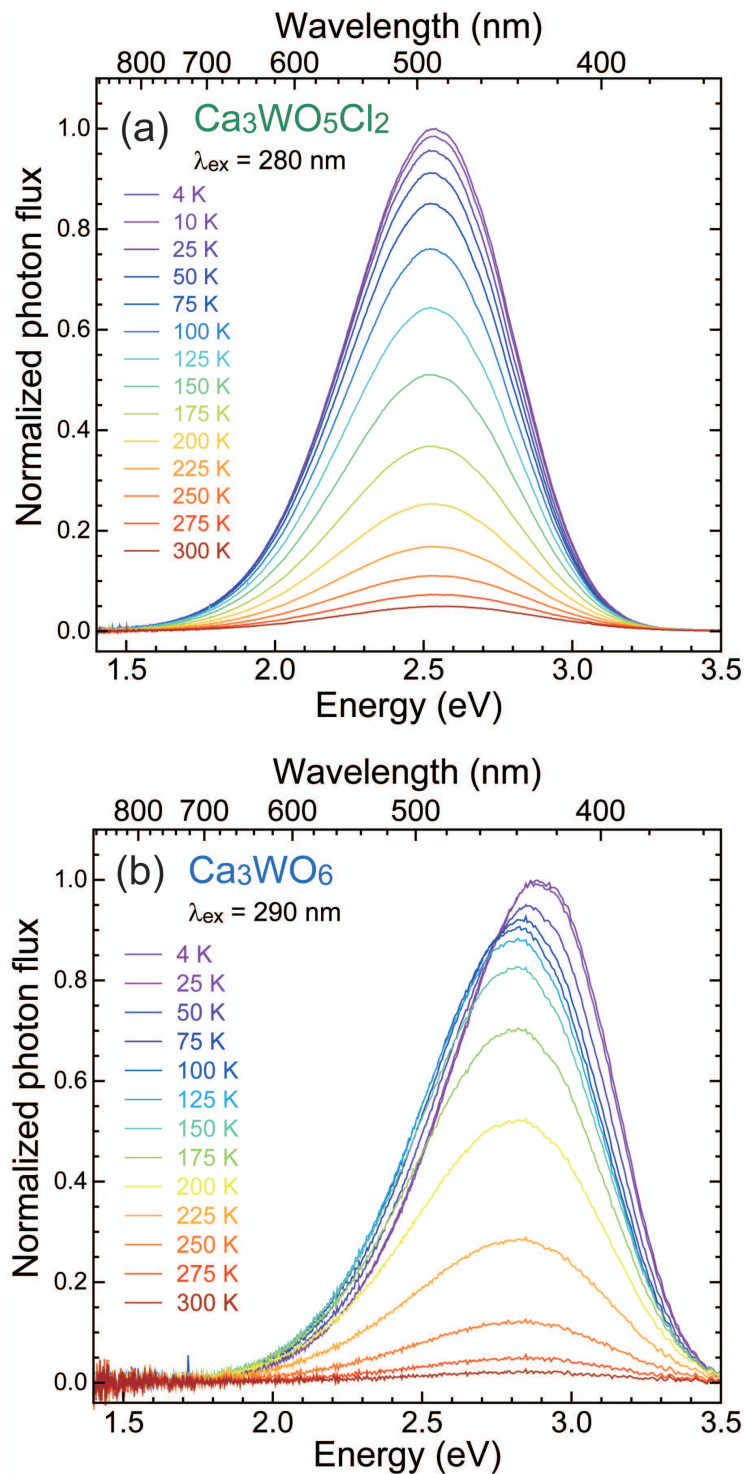 Wavelength (nm)
800 700 600 500 400
(a) Ca₃WO₅Cl₂
λex = 280 nm
4 K
10 K
25 K
50 K
75 K
100 K
125 K
150 K
175 K
200 K
225 K
250 K
275 K
300 K
Normalized photon flux
1.0
0.8
0.6
0.4
0.2
0.0
1.5 2.0 2.5 3.0 3.5
Energy (eV)
Wavelength (nm)
800 700 600 500 400
(b) Ca₃WO₆
λex = 290 nm
4 K
25 K
50 K
75 K
100 K
125 K
150 K
175 K
200 K
225 K
250 K
275 K
300 K
Normalized photon flux
1.0
0.8
0.6
0.4
0.2
0.0
1.5 2.0 2.5 3.0 3.5
Energy (eV)